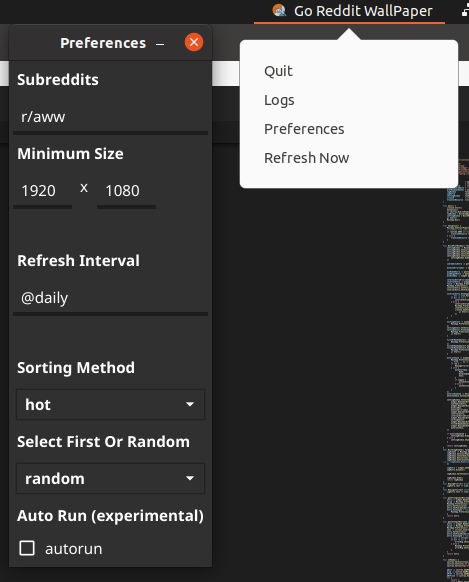 Go Reddit WallPaper
Preferences
Subreddits
r/aww
Minimum Size
1920 x 1080
Refresh Interval
@daily
Sorting Method
hot
Select First Or Random
random
Auto Run (experimental)
autorun
Quit
Logs
Preferences
Refresh Now